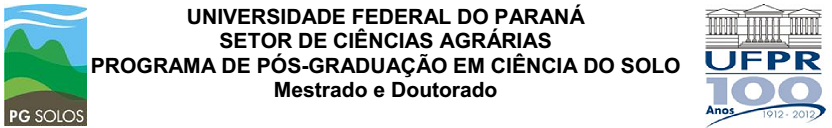 UNIVERSIDADE FEDERAL DO PARANÁ
SETOR DE CIÊNCIAS AGRÁRIAS
PROGRAMA DE PÓS-GRADUAÇÃO EM CIÊNCIA DO SOLO
Mestrado e Doutorado
PG SOLOS
UFPR
100
Anos
1912 - 2012